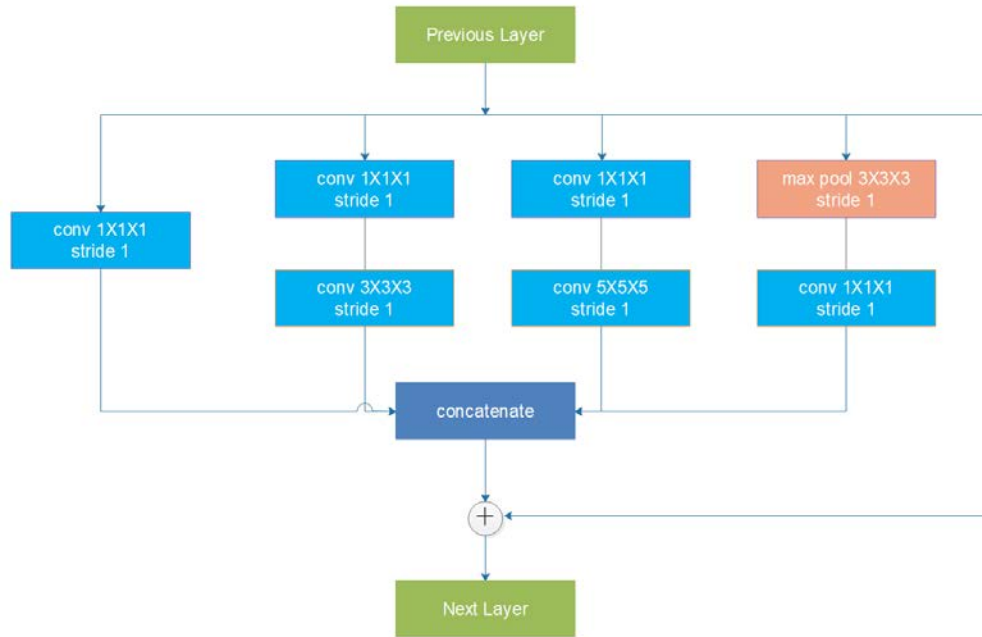 Previous Layer
conv 1X1X1
stride 1
conv 1X1X1
stride 1
max pool 3X3X3
stride 1
conv 1X1X1
stride 1
conv 3X3X3
stride 1
conv 5X5X5
stride 1
conv 1X1X1
stride 1
concatenate
+
Next Layer